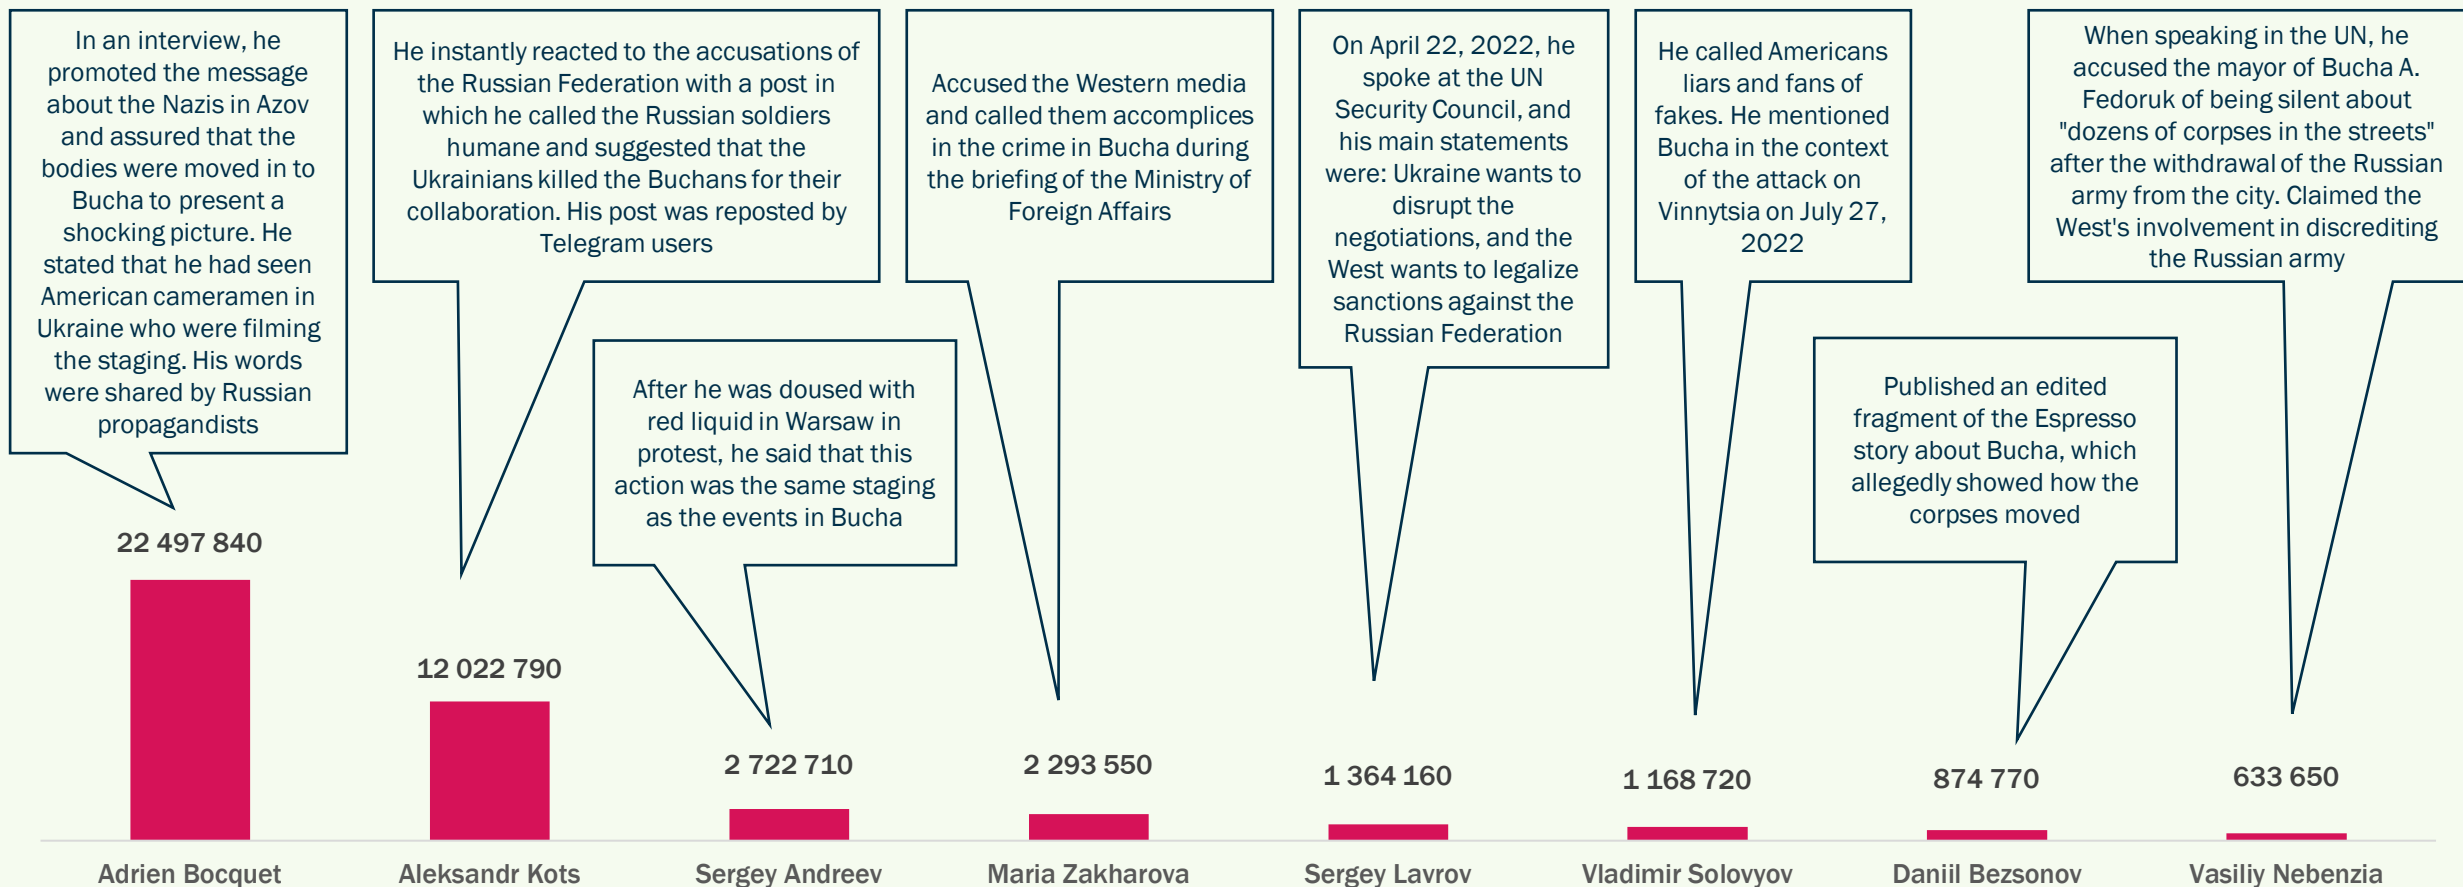 In an interview, he
promoted the message
about the Nazis in Azov
and assured that the
bodies were moved in to
Bucha to present a
shocking picture. He
stated that he had seen
American cameramen in
Ukraine who were filming
the staging. His words
were shared by Russian
propagandists
He instantly reacted to the accusations of
the Russian Federation with a post in
which he called the Russian soldiers
humane and suggested that the
Ukrainians killed the Buchans for their
collaboration. His post was reposted by
Telegram users
After he was doused with
red liquid in Warsaw in
protest, he said that this
action was the same staging
as the events in Bucha
Accused the Western media
and called them accomplices
in the crime in Bucha during
the briefing of the Ministry of
Foreign Affairs
On April 22, 2022, he
spoke at the UN
Security Council, and
his main statements
were: Ukraine wants to
disrupt the
negotiations, and the
West wants to legalize
sanctions against the
Russian Federation
He called Americans
liars and fans of
fakes. He mentioned
Bucha in the context
of the attack on
Vinnytsia on July 27,
2022
Published an edited
fragment of the Espresso
story about Bucha, which
allegedly showed how the
corpses moved
When speaking in the UN, he
accused the mayor of Bucha A.
Fedoruk of being silent about
"dozens of corpses in the streets"
after the withdrawal of the Russian
army from the city. Claimed the
West's involvement in discrediting
the Russian army
22 497 840
12 022 790
2 722 710
2 293 550
1 364 160
1 168 720
874 770
633 650
Adrien Bocquet
Aleksandr Kots
Sergey Andreev
Maria Zakharova
Sergey Lavrov
Vladimir Solovyov
Daniil Bezsonov
Vasiliy Nebenzia